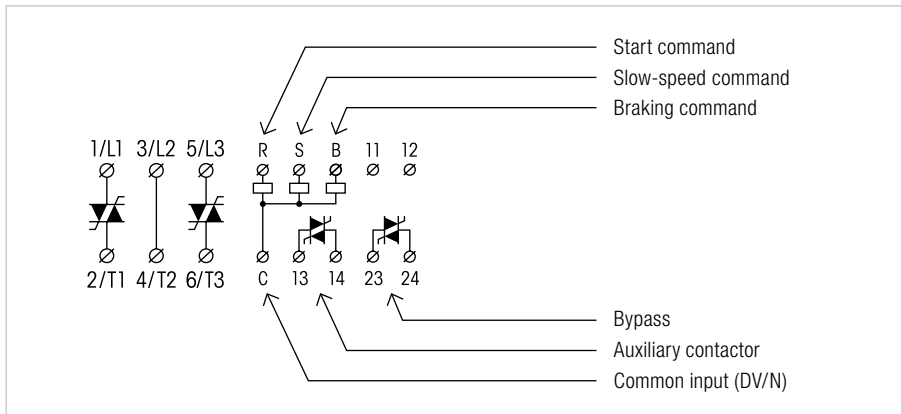 Start command
Slow-speed command
Braking command
1/L1 3/L2 5/L3 R S B 11 12
2/T1 4/T2 6/T3 C 13 14 23 24
Bypass
Auxiliary contactor
Common input (DV/N)